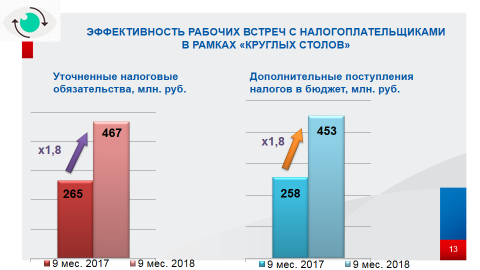 ЭФФЕКТИВНОСТЬ РАБОЧИХ ВСТРЕЧ С НАЛОГОПЛАТЕЛЬЩИКАМИ
В РАМКАХ «КРУГЛЫХ СТОЛОВ»
Уточненные налоговые
обязательства, млн. руб.
х1,8
265
467
9 мес. 2017
9 мес. 2018
Дополнительные поступления
налогов в бюджет, млн. руб.
х1,8
258
453
9 мес. 2017
9 мес. 2018
13